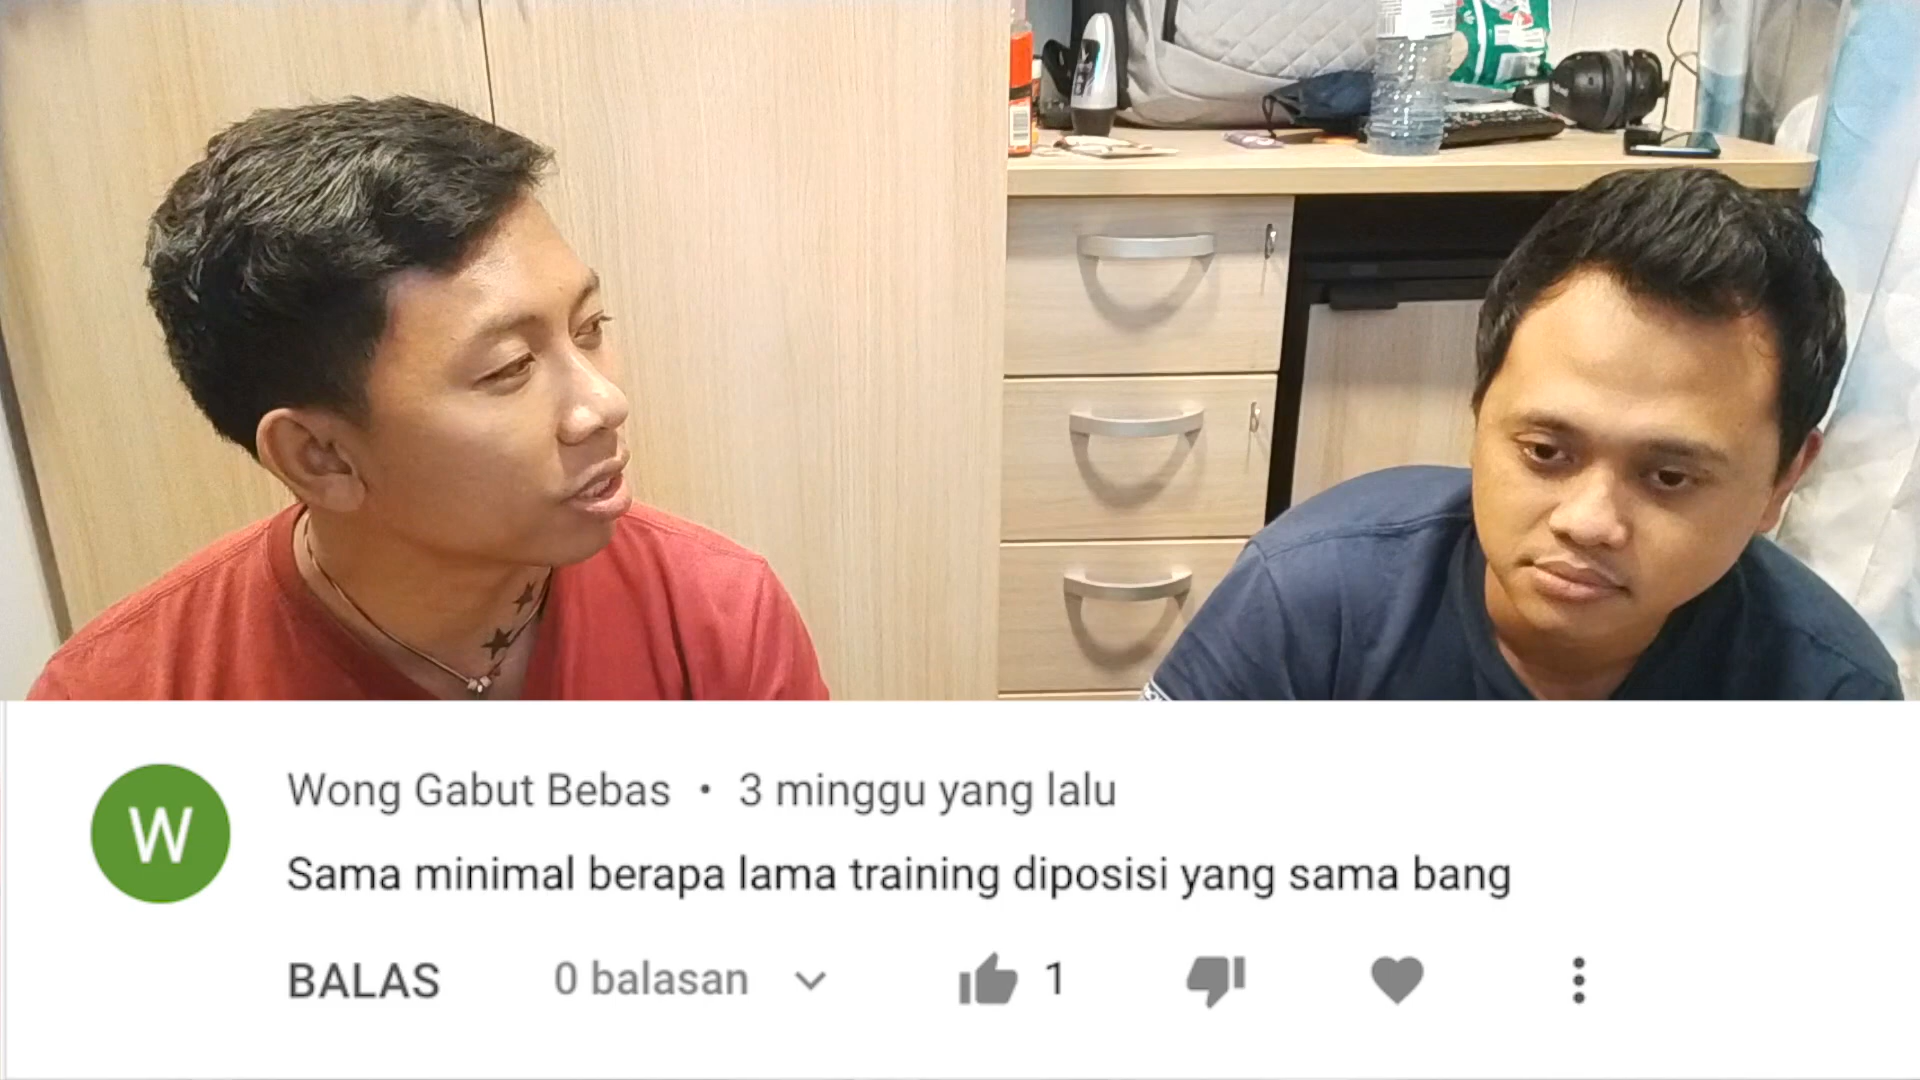 W
Wong Gabut Bebas • 3 minggu yang lalu
Sama minimal berapa lama training diposisi yang sama bang
BALAS 0 balasan 1